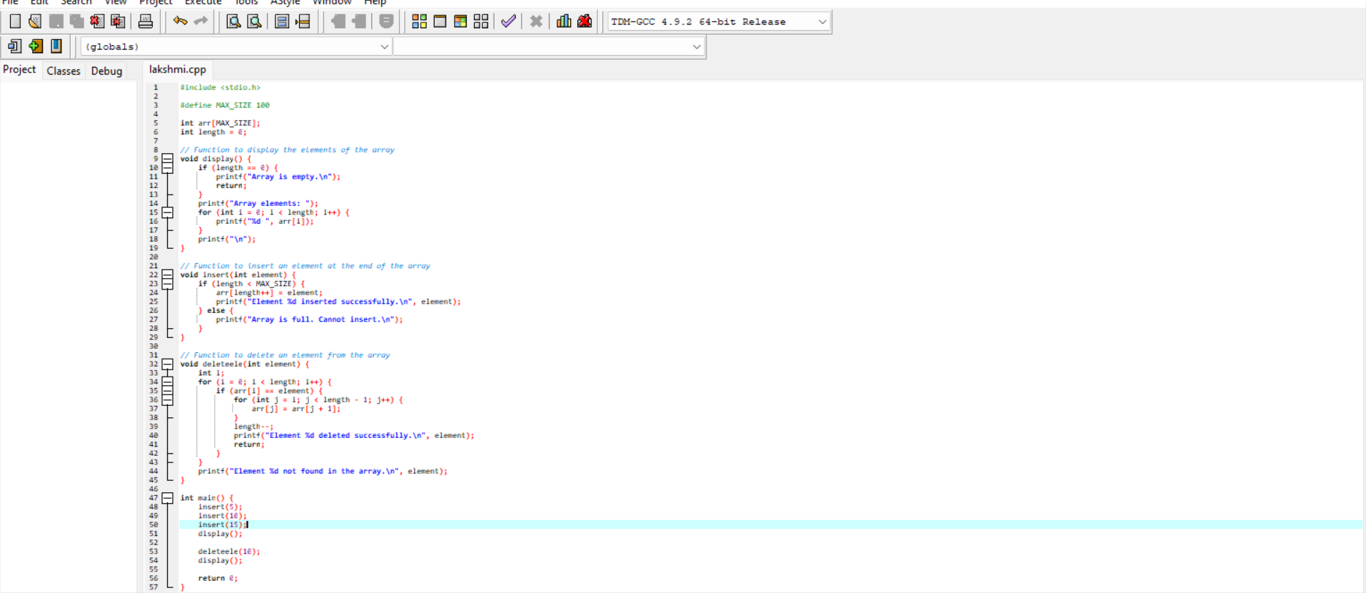 File Edit Search View Project Execute Tools AStyle Window Help
TDM-GCC 4.9.2 64-bit Release
(globals)
Project Classes Debug
lakshmi.cpp
1 #include <stdio.h>
2
3 #define MAX_SIZE 100
4
5 int arr[MAX_SIZE];
6 int length = 0;
7
8 // Function to display the elements of the array
9 void display() {
10 if (length == 0) {
11 printf("Array is empty.\n");
12 return;
13 }
14 printf("Array elements: ");
15 for (int i = 0; i < length; i++) {
16 printf("%d ", arr[i]);
17 }
18 printf("\n");
19 }
20
21 // Function to insert an element at the end of the array
22 void insert(int element) {
23 if (length < MAX_SIZE) {
24 arr[length++] = element;
25 printf("Element %d inserted successfully.\n", element);
26 } else {
27 printf("Array is full. Cannot insert.\n");
28 }
29 }
30
31 // Function to delete an element from the array
32 void deleteele(int element) {
33 int i;
34 for (i = 0; i < length; i++) {
35 if (arr[i] == element) {
36 for (int j = i; j < length - 1; j++) {
37 arr[j] = arr[j + 1];
38 }
39 length--;
40 printf("Element %d deleted successfully.\n", element);
41 return;
42 }
43 }
44 printf("Element %d not found in the array.\n", element);
45 }
46
47 int main() {
48 insert(5);
49 insert(10);
50 insert(15);
51 display();
52
53 deleteele(10);
54 display();
55
56 return 0;
57 }